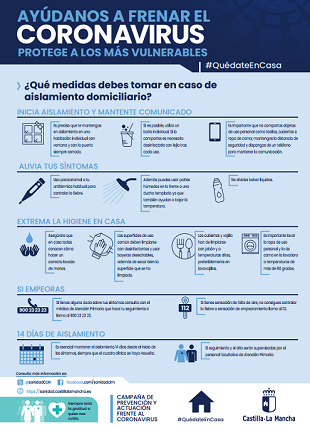 AYÚDANOS A FRENAR EL
CORONAVIRUS
PROTEGE A LOS MÁS VULNERABLES
#QuédateEnCasa
¿Qué medidas debes tomar en caso de
aislamiento domiciliario?
INICIA AISLAMIENTO Y MANTENTE COMUNICADO
Es preciso que te mantengas
en aislamiento en una
habitación individual con
ventana y con la puerta
siempre cerrada.
Si es posible, utiliza un
baño individual. Si lo
compartes es necesario
desinfectarlo con lejía tras
cada uso.
Es importante que no compartas objetos
de uso personal como toallas, cubiertos o
ropa de cama; mantengas la distancia de
seguridad y dispongas de un teléfono
para mantener la comunicación.
ALIVIA TUS SÍNTOMAS
Usa paracetamol o tu
antitérmico habitual para
controlar la fiebre.
Además puedes usar paños
húmedos en la frente o una
ducha templada ya que
también ayudan a bajar la
temperatura.
No olvides beber líquidos.
EXTREMA LA HIGIENE EN CASA
Asegúrate que
en casa todos
conocen cómo
hacer un
correcto lavado
de manos.
Las superficies de uso
común deben limpiarse
con desinfectantes y usar
bayetas desechables,
además de secar bien la
superficie que se ha
limpiado.
Los cubiertos y vajilla
han de limpiarse
con jabón y a
temperaturas altas,
preferiblemente en
lavavajillas.
Es importante lavar
la ropa de uso
personal y la de
cama en la lavadora
a temperaturas de
más de 60 grados.
SI EMPEORAS
900 23 23 23
Si tienes alguna duda sobre tus síntomas consulta con el
médico de Atención Primaria que hace tu seguimiento o
llama al 900 23 23 23.
112
Si tienes sensación de falta de aire, no consigues controlar
la fiebre o sensación de empeoramiento llama al 112.
14 DÍAS DE AISLAMIENTO
Es esencial mantener el aislamiento 14 días desde el inicio de
los síntomas, siempre que el cuadro clínico se haya resuelto.
El seguimiento y el alta serán supervisados por el
personal facultativo de Atención Primaria.
Consulta más información en:
@sanidadCLM
facebook.com/sanidadclm
https://sanidad.castillalamancha.es
Siempre toda
la gratitud a
quien nos cuida.
CAMPAÑA DE
PREVENCIÓN Y
ACTUACIÓN
FRENTE AL
CORONAVIRUS
#QuédateEnCasa
Castilla-La Mancha